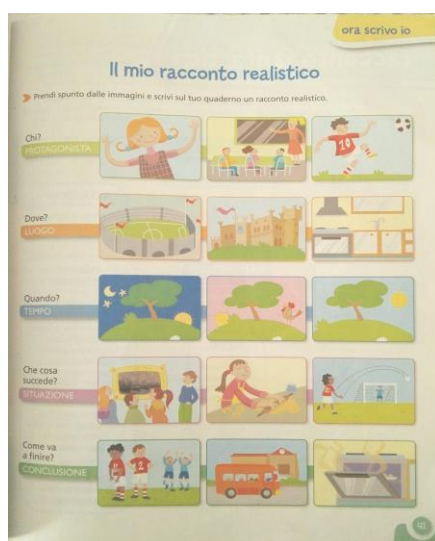 ora scrivo io
Il mio racconto realistico
Prendi spunto dalle immagini e scrivi sul tuo quaderno un racconto realistico.
Chi?
PROTAGONISTA
10
Dove?
LUOGO
Quando?
TEMPO
Che cosa
succede?
SITUAZIONE
Come va
a finire?
CONCLUSIONE